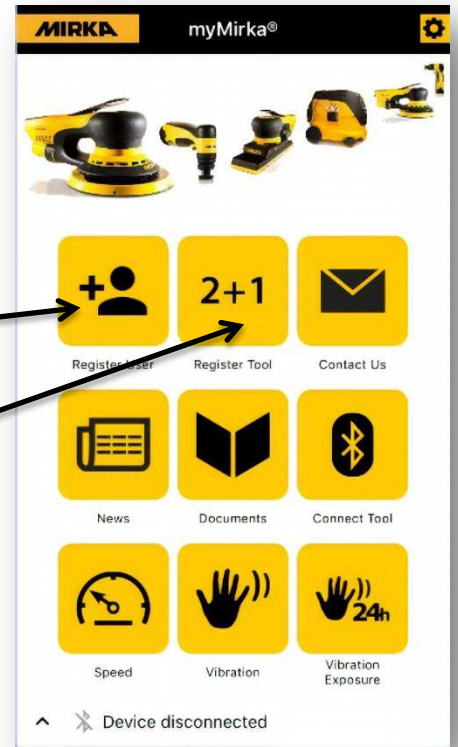 MIRKA myMirka®
2+1
Register User Register Tool Contact Us
News Documents Connect Tool
24h
Speed Vibration Vibration
Exposure
Device disconnected